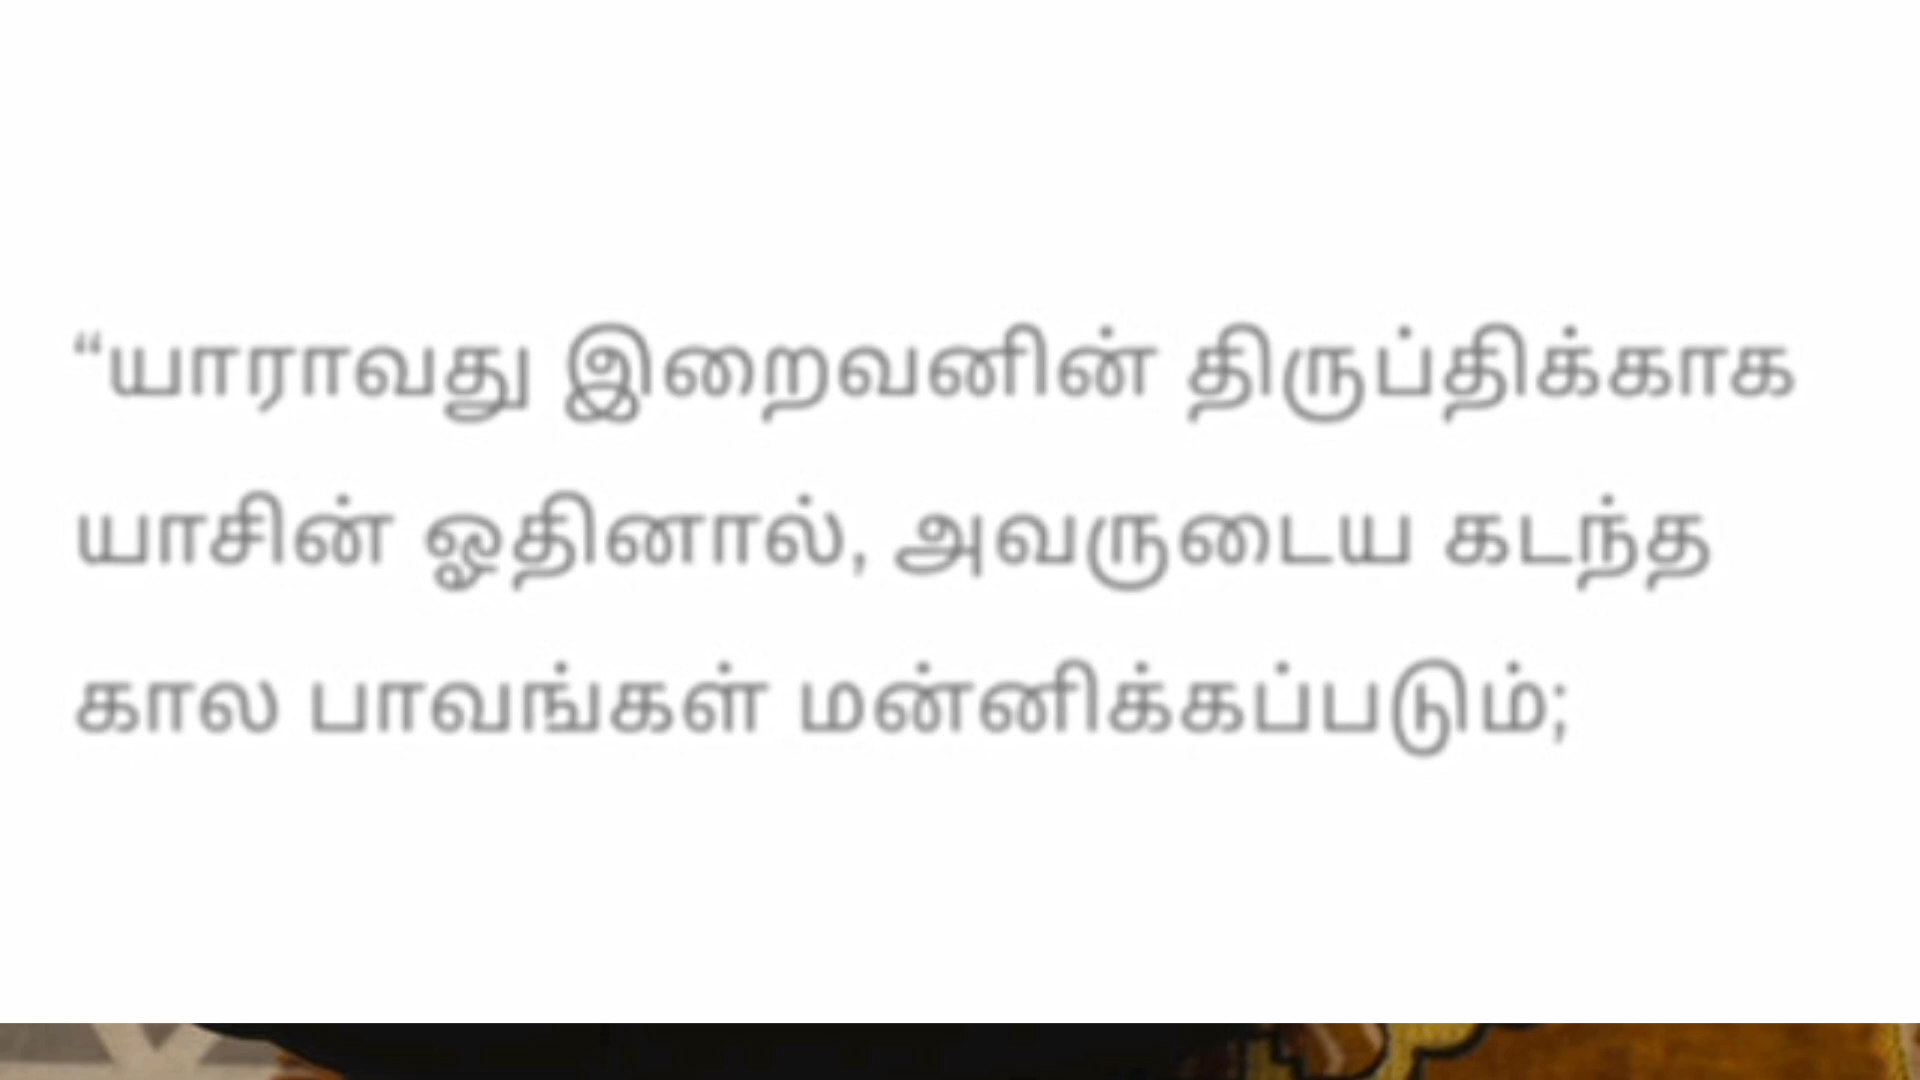 “யாராவது இறைவனின் திருப்திக்காக
யாசின் ஓதினால், அவருடைய கடந்த
கால பாவங்கள் மன்னிக்கப்படும்;